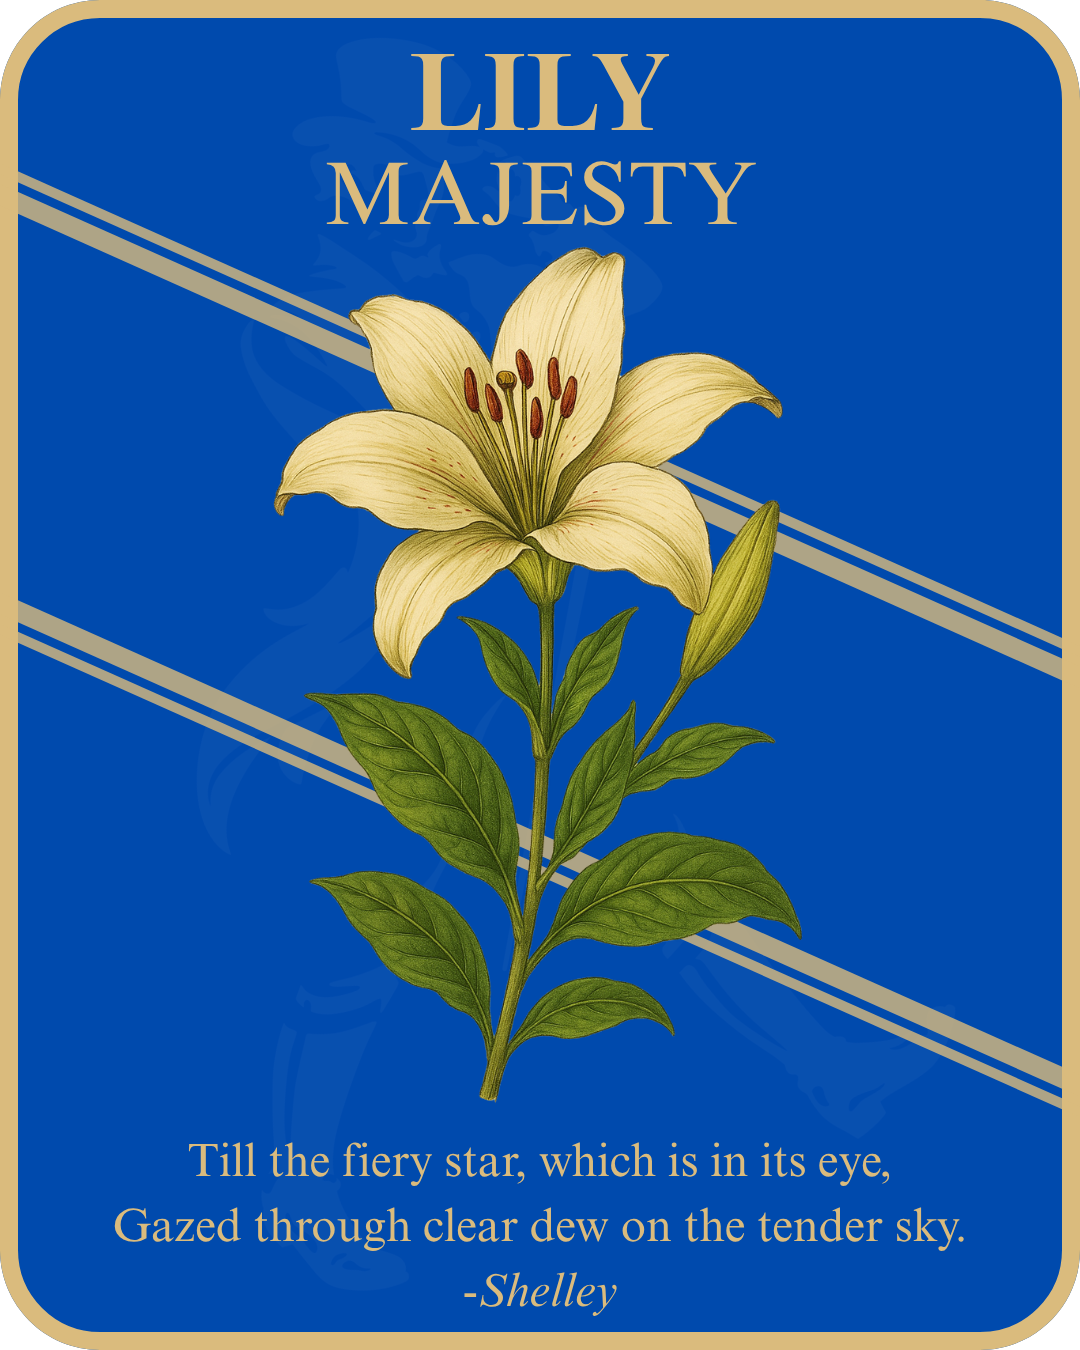 LILY
MAJESTY
Till the fiery star, which is in its eye,
Gazed through clear dew on the tender sky.
-Shelley